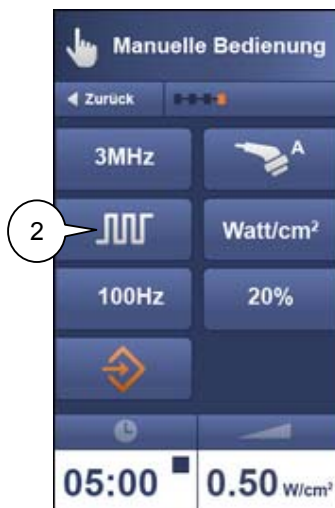 Manuelle Bedienung
Zurück
3MHz
A
2
Watt/cm²
100Hz
20%
05:00
0.50 W/cm²